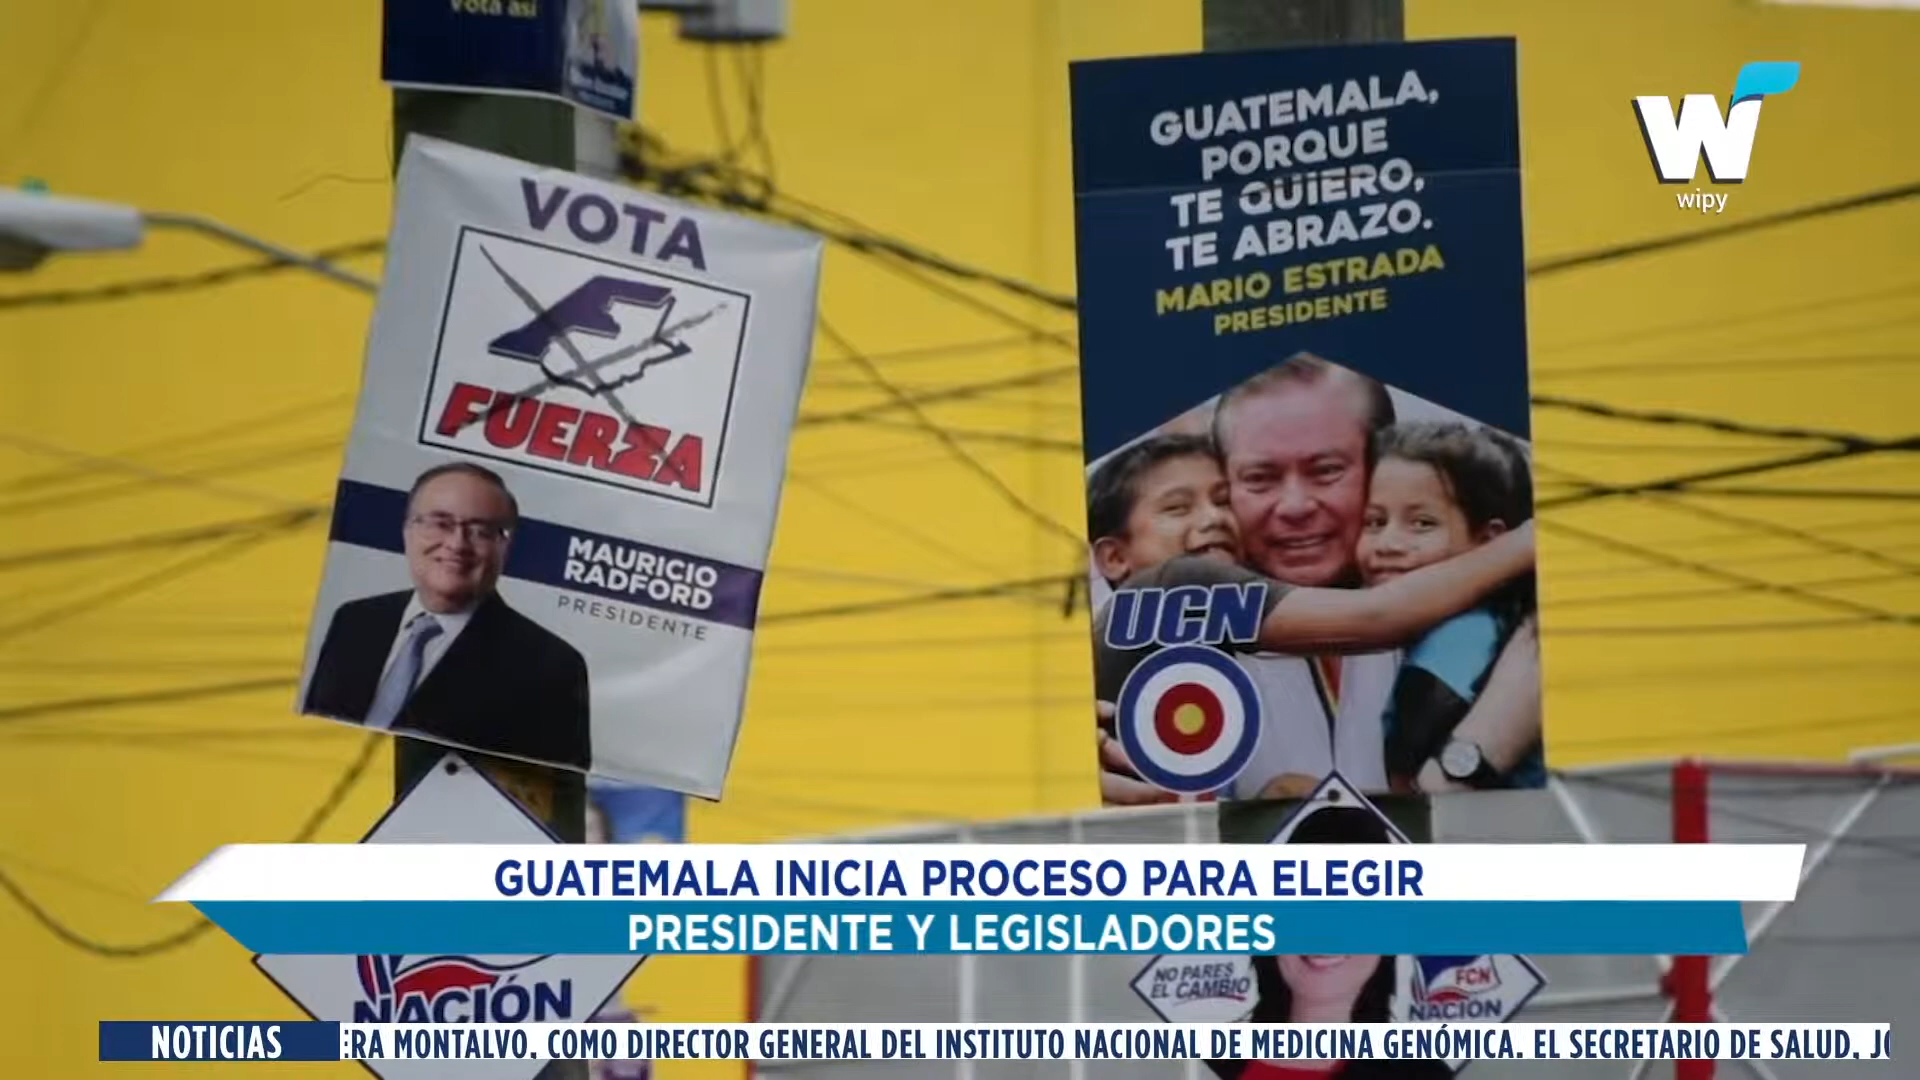 Vota así
VOTA
FUERZA
MAURICIO
RADFORD
PRESIDENTE
GUATEMALA,
PORQUE
TE QUIERO,
TE ABRAZO.
MARIO ESTRADA
PRESIDENTE
UCN
W
wipy
GUATEMALA INICIA PROCESO PARA ELEGIR
PRESIDENTE Y LEGISLADORES
NACIÓN
NO PARES
EL CAMBIO
FCN
NACIÓN
NOTICIAS
ERA MONTALVO, COMO DIRECTOR GENERAL DEL INSTITUTO NACIONAL DE MEDICINA GENÓMICA. EL SECRETARIO DE SALUD, JO